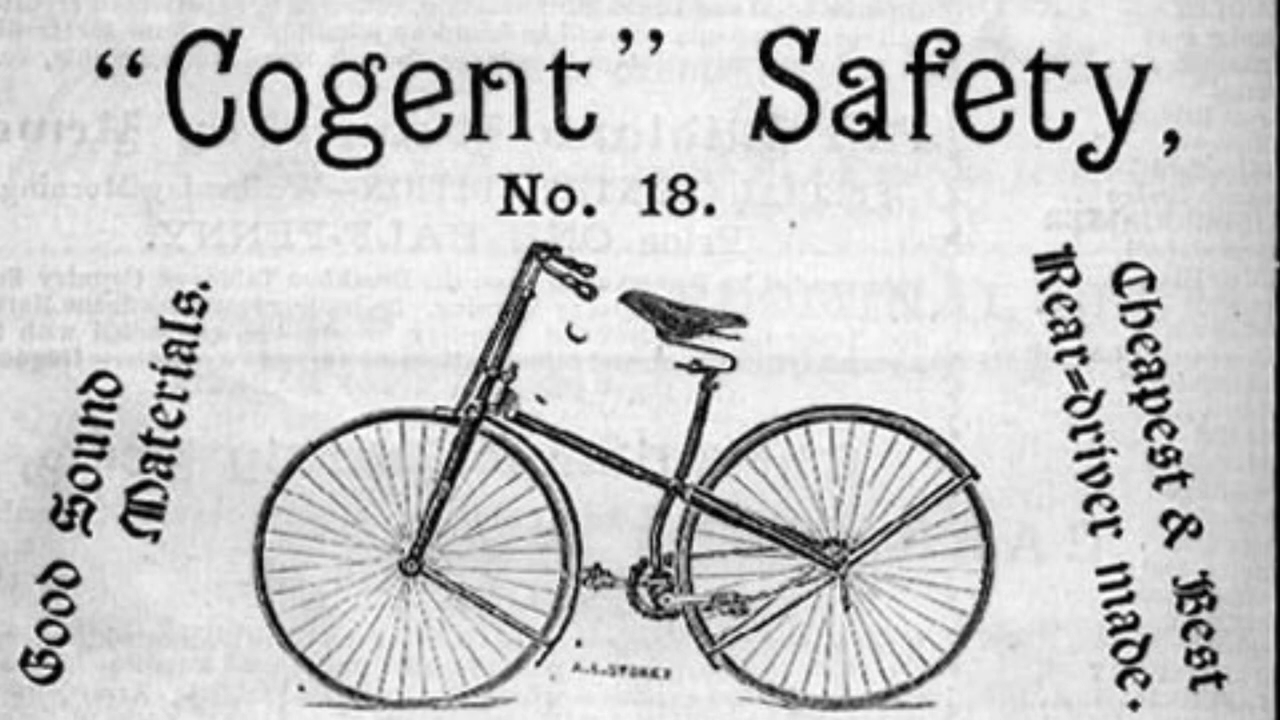 “Cogent” Safety,
No. 18.
Good Sound
Materials.
Cheapest & Best
Rear=driver made.